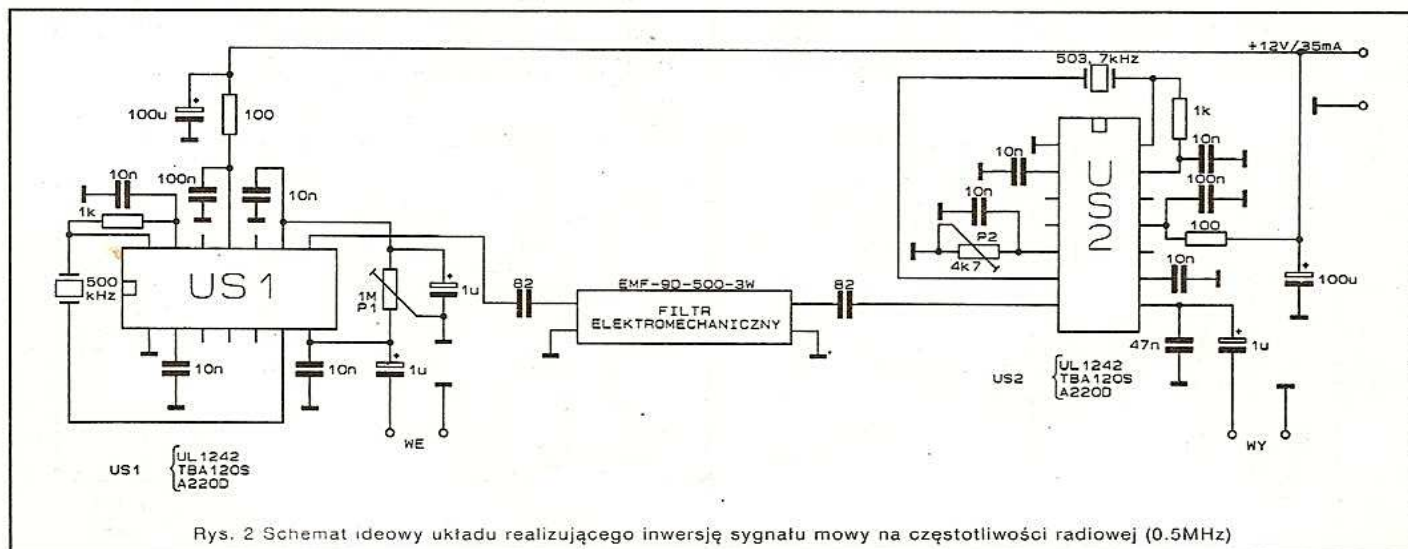 +12V/35mA
503,7kHz
100u
+
100
1k
10n
100n
10n
10n
1k
10n
10n
100n
10n
P2
4k7
100
10n
+
100u
500
kHz
US1
1M
P1
+
1u
82
EMF-9D-500-3W
FILTR
ELEKTROMECHANICZNY
82
US2
10n
10n
+
1u
47n
+
1u
WE
WY
US1
UL1242
TBA120S
A220D
US2
UL1242
TBA120S
A220D
Rys. 2 Schemat ideowy układu realizującego inwersję sygnału mowy na częstotliwości radiowej (0.5MHz)